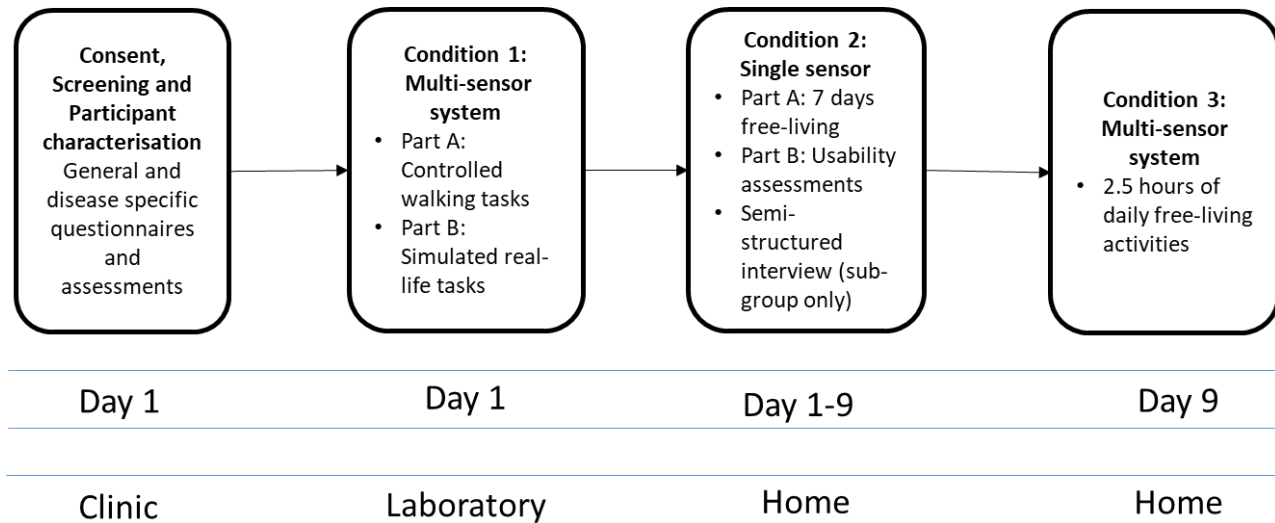 Consent,
Screening and
Participant
characterisation
General and
disease specific
questionnaires
and
assessments
Condition 1:
Multi-sensor
system
• Part A:
Controlled
walking tasks
• Part B:
Simulated real-
life tasks
Condition 2:
Single sensor
• Part A: 7 days
free-living
• Part B: Usability
assessments
• Semi-
structured
interview (sub-
group only)
Condition 3:
Multi-sensor
system
• 2.5 hours of
daily free-living
activities
Day 1
Day 1
Day 1-9
Day 9
Clinic
Laboratory
Home
Home